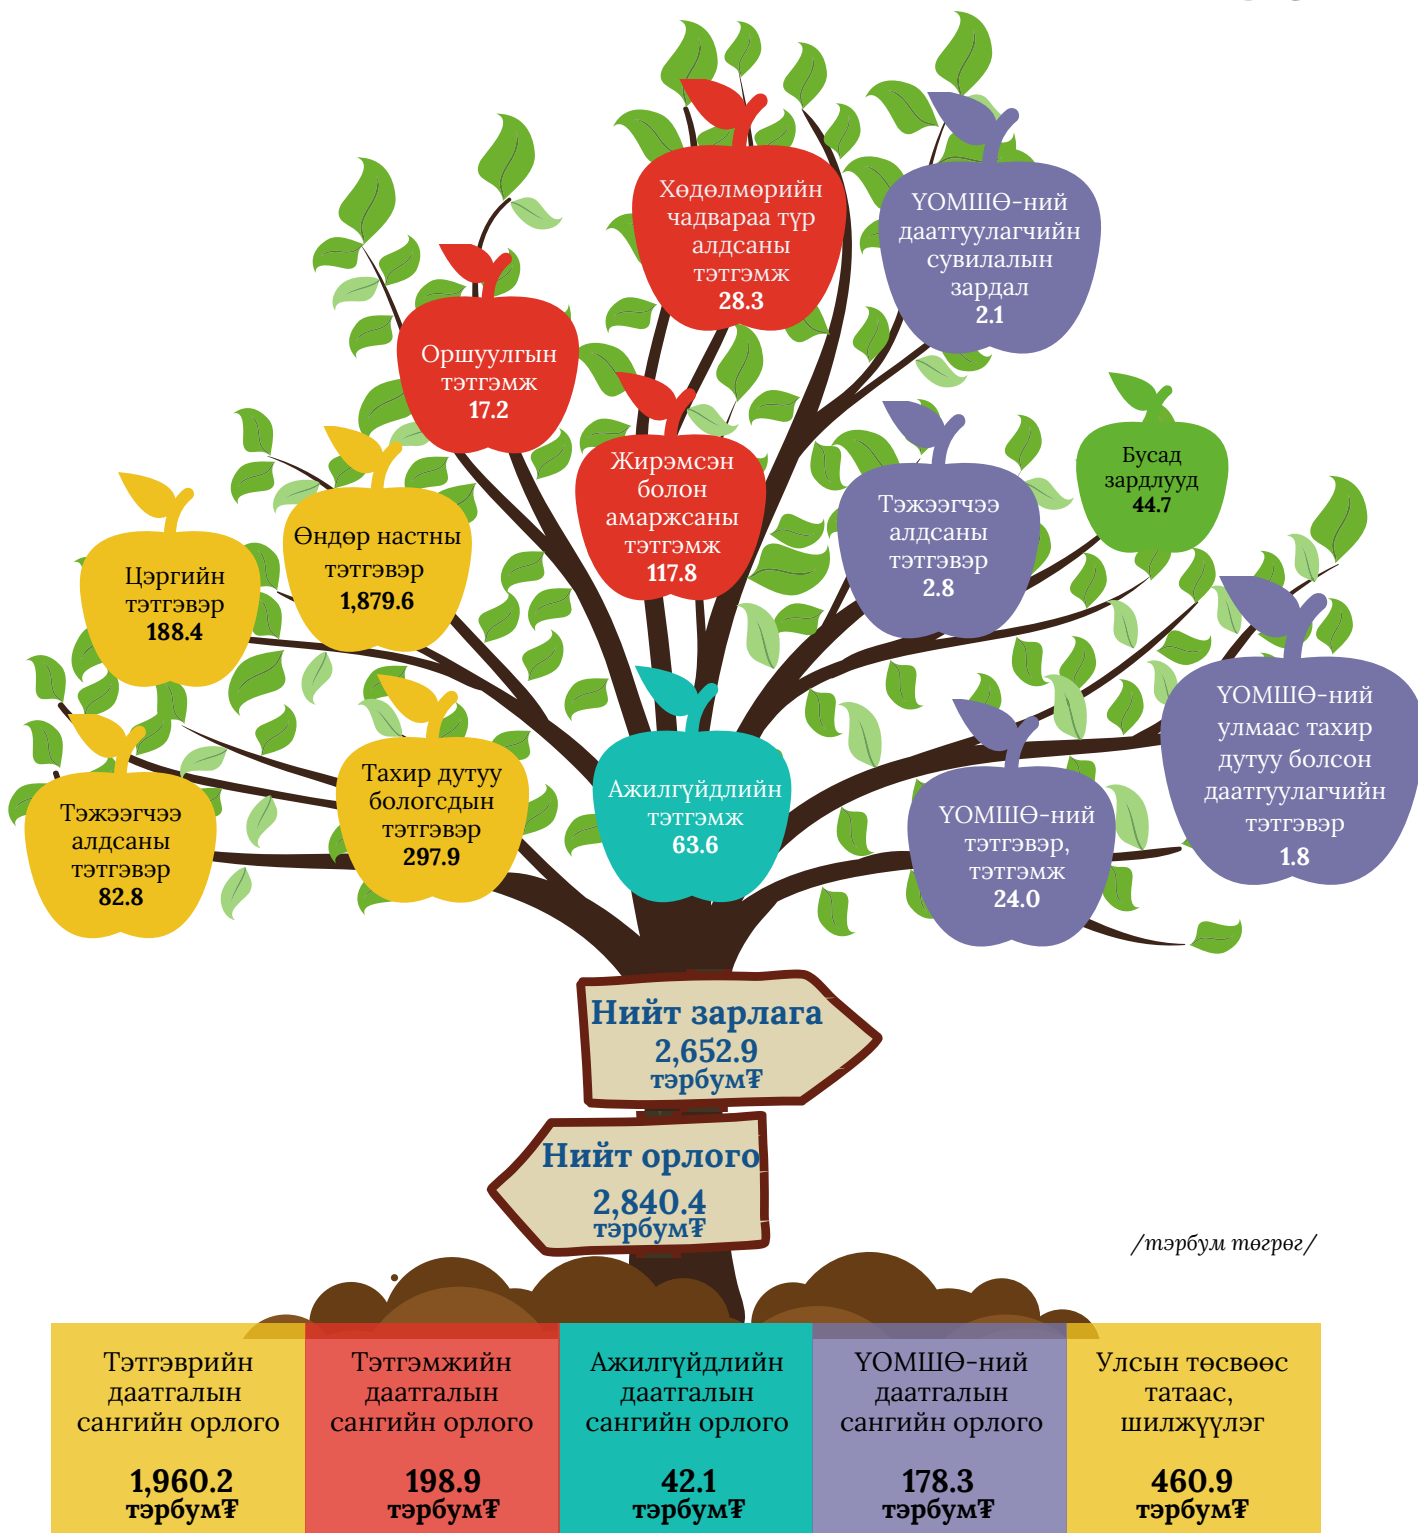 Хөдөлмөрийн
чадвараа түр
алдсаны
тэтгэмж
28.3
ҮОМШӨ-ний
даатгуулагчийн
сувилалын
зардал
2.1
Оршуулгын
тэтгэмж
17.2
Жирэмсэн
болон
амаржсаны
тэтгэмж
117.8
Бусад
зардлууд
44.7
Өндөр настны
тэтгэвэр
1,879.6
Тэжээгчээ
алдсаны
тэтгэвэр
2.8
Цэргийн
тэтгэвэр
188.4
ҮОМШӨ-ний
улмаас тахир
дутуу болсон
даатгуулагчийн
тэтгэвэр
1.8
Тэжээгчээ
алдсаны
тэтгэвэр
82.8
Тахир дутуу
бологсдын
тэтгэвэр
297.9
Ажилгүйдлийн
тэтгэмж
63.6
ҮОМШӨ-ний
тэтгэвэр,
тэтгэмж
24.0
Нийт зарлага
2,652.9
тэрбум₮
Нийт орлого
2,840.4
тэрбум₮
/тэрбум төгрөг/
Тэтгэврийн
даатгалын
сангийн орлого
1,960.2
тэрбум₮
Тэтгэмжийн
даатгалын
сангийн орлого
198.9
тэрбум₮
Ажилгүйдлийн
даатгалын
сангийн орлого
42.1
тэрбум₮
ҮОМШӨ-ний
даатгалын
сангийн орлого
178.3
тэрбум₮
Улсын төсвөөс
татаас,
шилжүүлэг
460.9
тэрбум₮